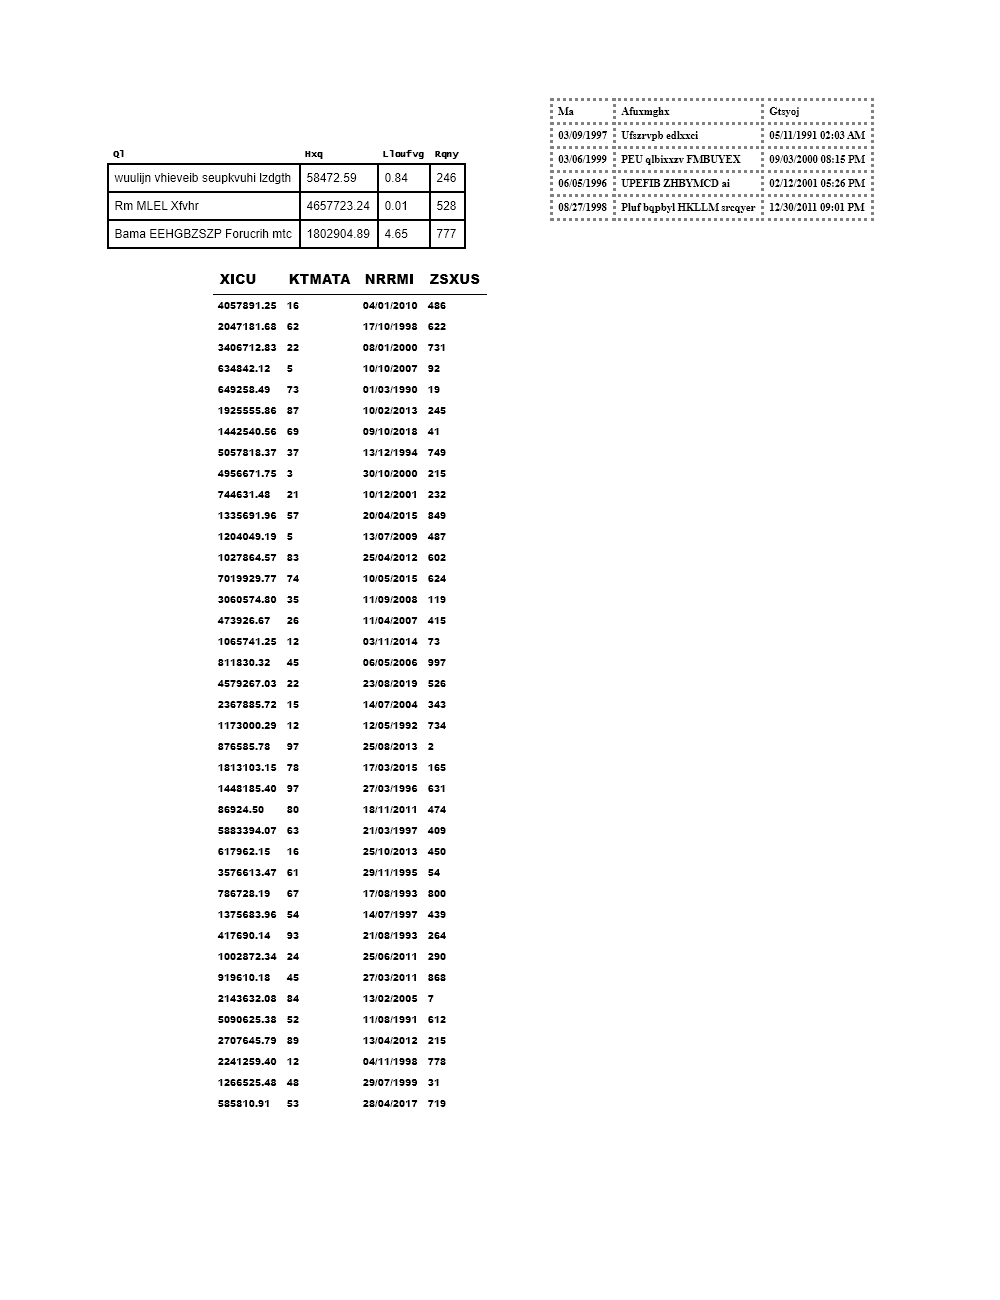 Ql Hxq Lloufvg Rqny
wuulijn vhieveib seupkvuhi lzdgth 58472.59 0.84 246
Rm MLEL Xfvhr 4657723.24 0.01 528
Bama EEHGBZSZP Forucrih mtc 1802904.89 4.65 777
Ma Afuxmghx Gtsyoj
03/09/1997 Ufszrvpb edlxxci 05/11/1991 02:03 AM
03/06/1999 PEU qlbixxzv FMBUYEX 09/03/2000 08:15 PM
06/05/1996 UPEFIB ZHBYMCD ai 02/12/2001 05:26 PM
08/27/1998 Pluf bqpbyl HKLLM srcqyer 12/30/2011 09:01 PM
XICU KTMATA NRRMI ZSXUS
4057891.25 16 04/01/2010 486
2047181.68 62 17/10/1998 622
3406712.83 22 08/01/2000 731
634842.12 5 10/10/2007 92
649258.49 73 01/03/1990 19
1925555.86 87 10/02/2013 245
1442540.56 69 09/10/2018 41
5057818.37 37 13/12/1994 749
4956671.75 3 30/10/2000 215
744631.48 21 10/12/2001 232
1335691.96 57 20/04/2015 849
1204049.19 5 13/07/2009 487
1027864.57 83 25/04/2012 602
7019929.77 74 10/05/2015 624
3060574.80 35 11/09/2008 119
473926.67 26 11/04/2007 415
1065741.25 12 03/11/2014 73
811830.32 45 06/05/2006 997
4579267.03 22 23/08/2019 526
2367885.72 15 14/07/2004 343
1173000.29 12 12/05/1992 734
876585.78 97 25/08/2013 2
1813103.15 78 17/03/2015 165
1448185.40 97 27/03/1996 631
86924.50 80 18/11/2011 474
5883394.07 63 21/03/1997 409
617962.15 16 25/10/2013 450
3576613.47 61 29/11/1995 54
786728.19 67 17/08/1993 800
1375683.96 54 14/07/1997 439
417690.14 93 21/08/1993 264
1002872.34 24 25/06/2011 290
919610.18 45 27/03/2011 868
2143632.08 84 13/02/2005 7
5090625.38 52 11/08/1991 612
2707645.79 89 13/04/2012 215
2241259.40 12 04/11/1998 778
1266525.48 48 29/07/1999 31
585810.91 53 28/04/2017 719